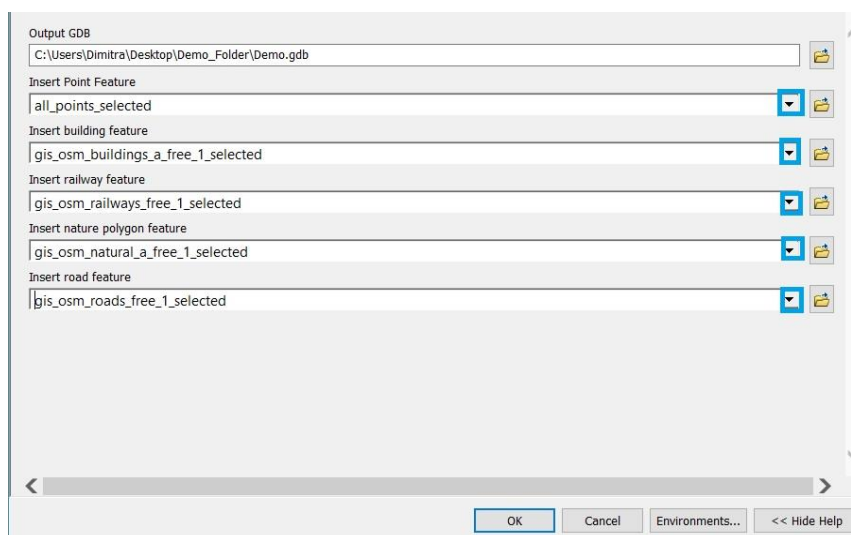 Output GDB
C:\Users\Dimitra\Desktop\Demo_Folder\Demo.gdb
Insert Point Feature
all_points_selected
Insert building feature
gis_osm_buildings_a_free_1_selected
Insert railway feature
gis_osm_railways_free_1_selected
Insert nature polygon feature
gis_osm_natural_a_free_1_selected
Insert road feature
gis_osm_roads_free_1_selected
OK Cancel Environments... << Hide Help